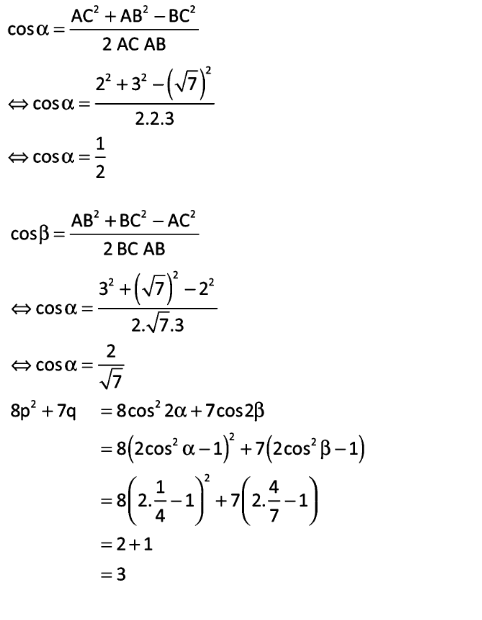 cos α = (AC² + AB² − BC²) / (2 AC AB)
⇔ cos α = (2² + 3² − (√7)²) / (2.2.3)
⇔ cos α = 1/2
cos β = (AB² + BC² − AC²) / (2 BC AB)
⇔ cos α = (3² + (√7)² − 2²) / (2.√7.3)
⇔ cos α = 2/√7
8p² + 7q = 8cos² 2α + 7cos 2β
= 8(2cos² α − 1)² + 7(2cos² β − 1)
= 8(2.1/4 − 1)² + 7(2.4/7 − 1)
= 2 + 1
= 3